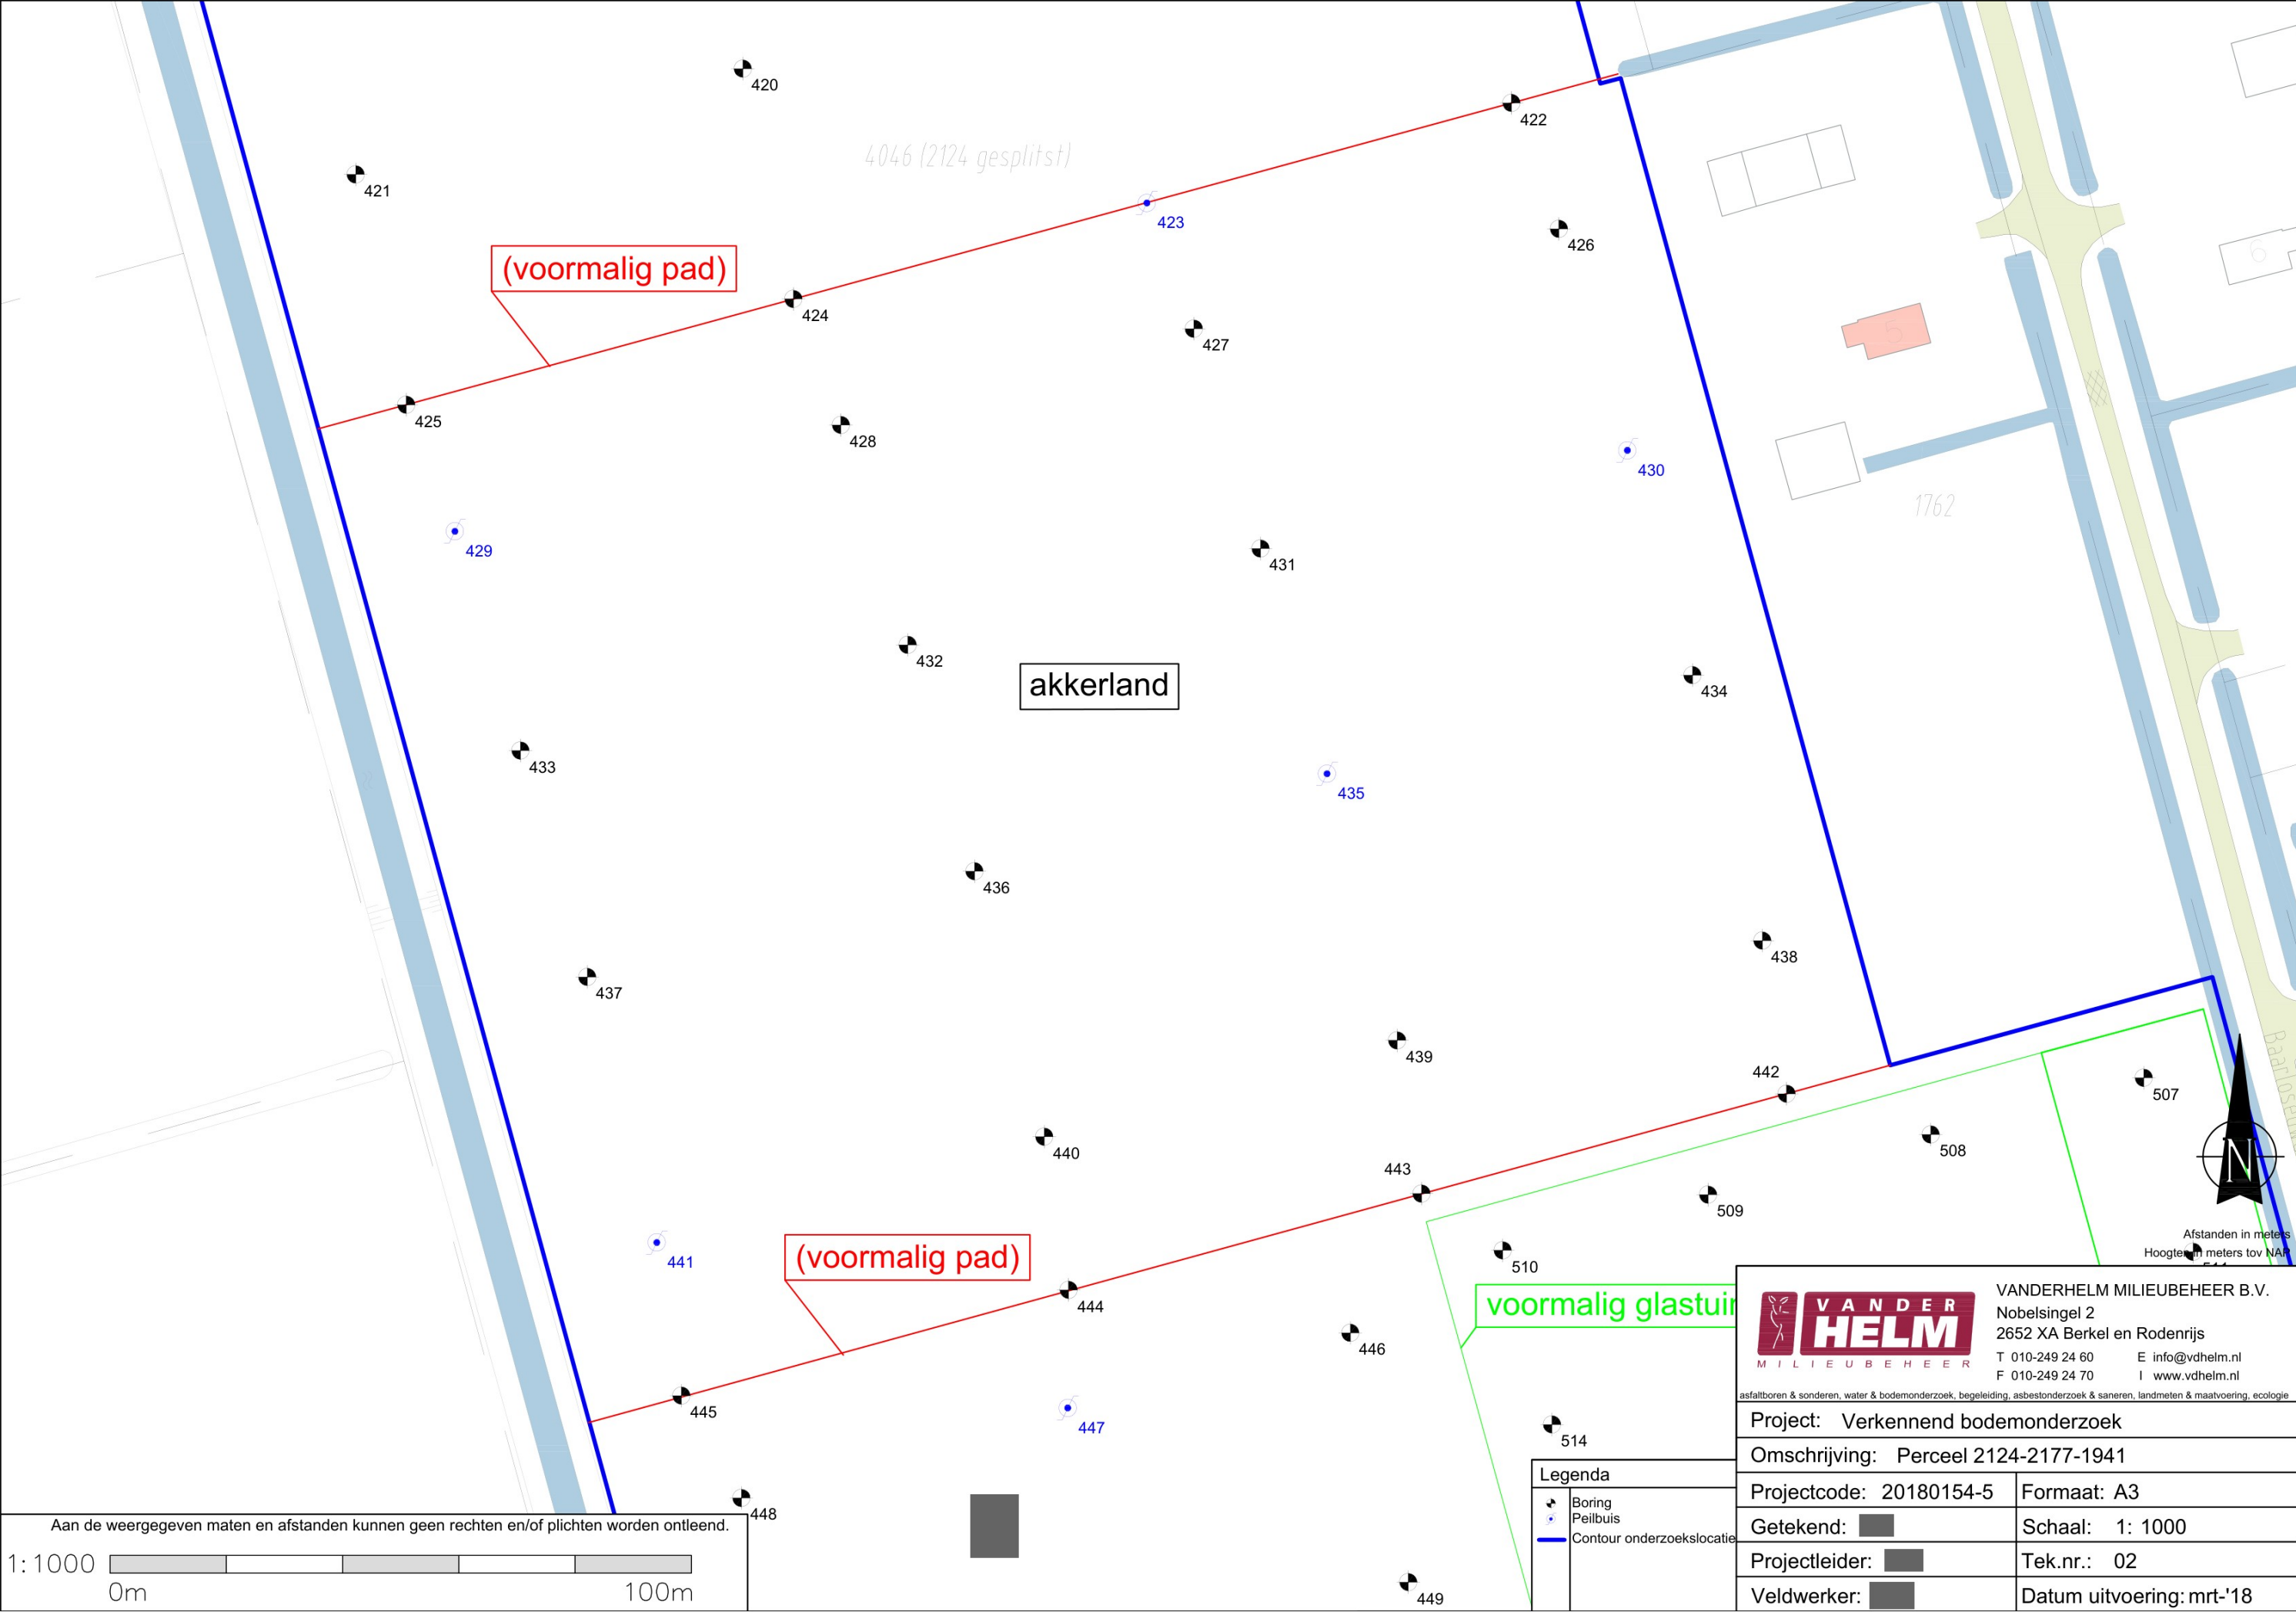 420
422
4046 (2124 gesplitst)
421
423
426
(voormalig pad)
424
427
5
6
425
428
430
1762
429
431
432
akkerland
434
433
435
436
438
437
439
442
507
440
508
443
509
N
441
(voormalig pad)
510
444
446
445
447
514
448
449
voormalig glastuin
Afstanden in meters
Hoogten in meters tov NAP
VANDER
HELM
MILIEUBEHEER
VANDERHELM MILIEUBEHEER B.V.
Nobelsingel 2
2652 XA Berkel en Rodenrijs
T 010-249 24 60 E info@vdhelm.nl
F 010-249 24 70 I www.vdhelm.nl
asfaltboren & sonderen, water & bodemonderzoek, begeleiding, asbestonderzoek & saneren, landmeten & maatvoering, ecologie
Project: Verkennend bodemonderzoek
Omschrijving: Perceel 2124-2177-1941
Projectcode: 20180154-5 Formaat: A3
Getekend: Schaal: 1: 1000
Projectleider: Tek.nr.: 02
Veldwerker: Datum uitvoering: mrt-'18
Legenda
Boring
Peilbuis
Contour onderzoekslocatie
Aan de weergegeven maten en afstanden kunnen geen rechten en/of plichten worden ontleend.
1:1000
0m 100m